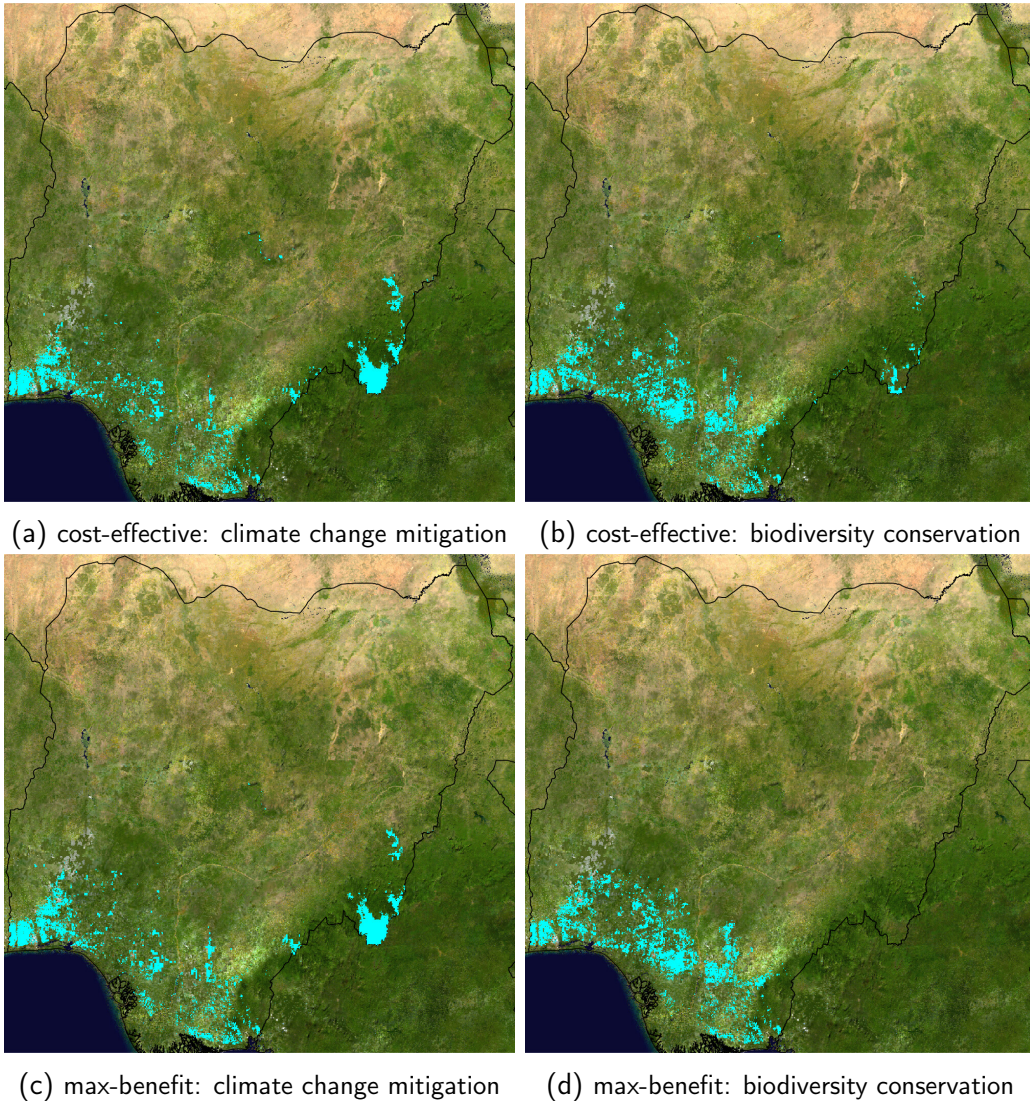 (a) cost-effective: climate change mitigation
(b) cost-effective: biodiversity conservation
(c) max-benefit: climate change mitigation
(d) max-benefit: biodiversity conservation